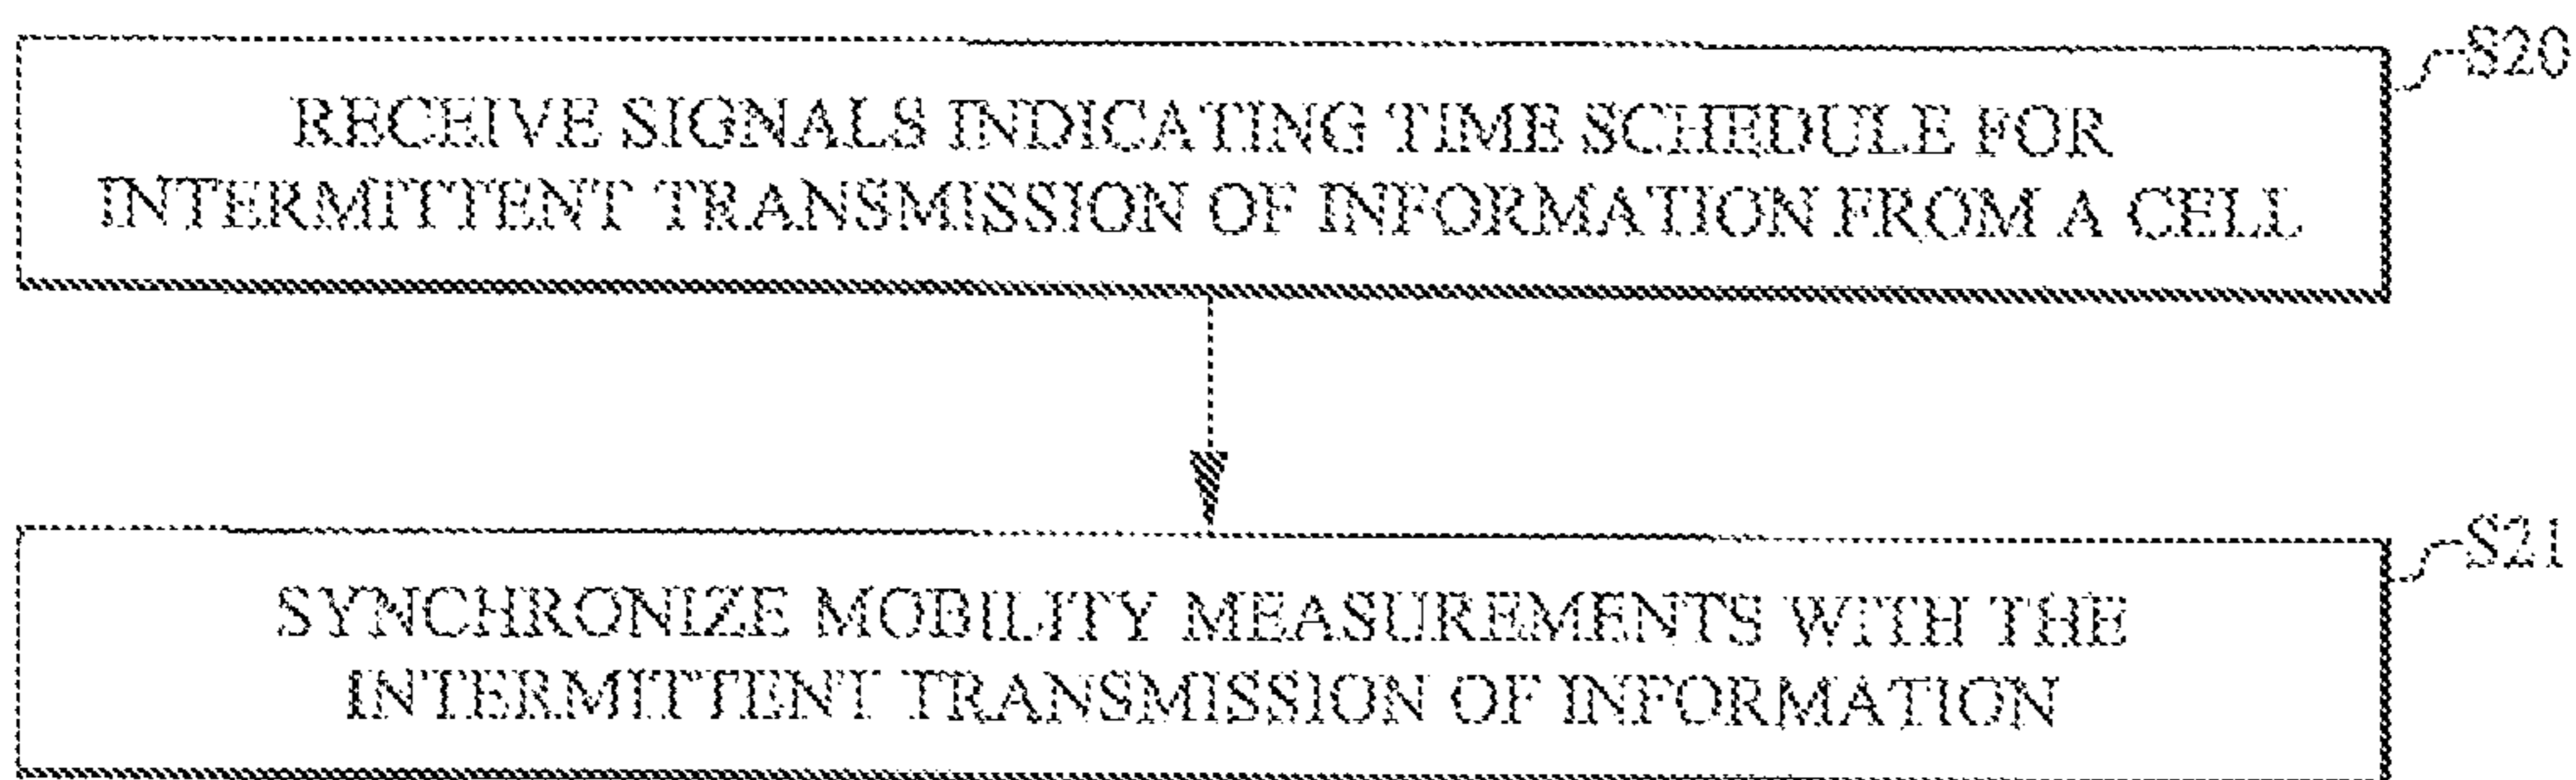 S20
RECEIVE SIGNALS INDICATING TIME SCHEDULE FOR
INTERMITTENT TRANSMISSION OF INFORMATION FROM A CELL
S21
SYNCHRONIZE MOBILITY MEASUREMENTS WITH THE
INTERMITTENT TRANSMISSION OF INFORMATION